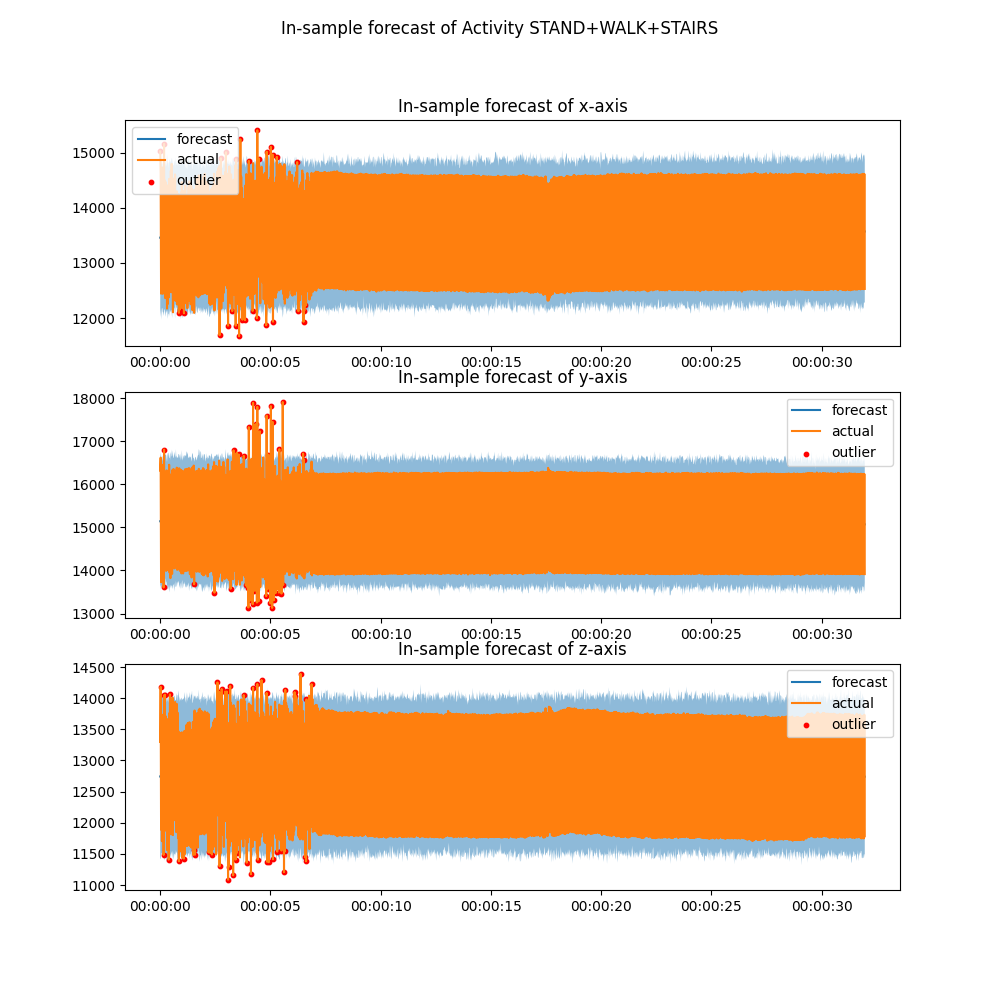 In-sample forecast of Activity STAND+WALK+STAIRS
In-sample forecast of x-axis
forecast
actual
outlier
15000
14000
13000
12000
00:00:00 00:00:05 00:00:10 00:00:15 00:00:20 00:00:25 00:00:30
In-sample forecast of y-axis
forecast
actual
outlier
18000
17000
16000
15000
14000
13000
00:00:00 00:00:05 00:00:10 00:00:15 00:00:20 00:00:25 00:00:30
In-sample forecast of z-axis
forecast
actual
outlier
14500
14000
13500
13000
12500
12000
11500
11000
00:00:00 00:00:05 00:00:10 00:00:15 00:00:20 00:00:25 00:00:30